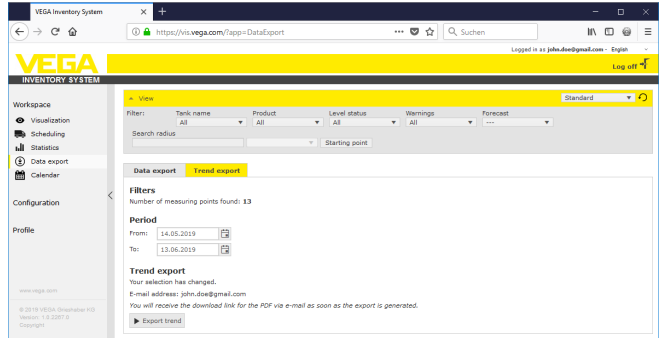 VEGA Inventory System
https://vis.vega.com/?app=DataExport
Suchen
Logged in as john.doe@gmail.com - English
VEGA
Log off
INVENTORY SYSTEM
Workspace
Visualization
Scheduling
Statistics
Data export
Calendar
Configuration
Profile
www.vega.com
© 2019 VEGA Grieshaber KG
Copyright
View
Standard
Filter:
Tank name
Product
Level status
Warnings
Forecast
All
All
All
All
---
Search radius
Starting point
Data export
Trend export
Filters
Number of measuring points found: 13
Period
From: 14.05.2019
To: 13.06.2019
Trend export
Your selection has changed.
E-mail address: john.doe@gmail.com
You will receive the download link for the PDF via e-mail as soon as the export is generated.
Export trend